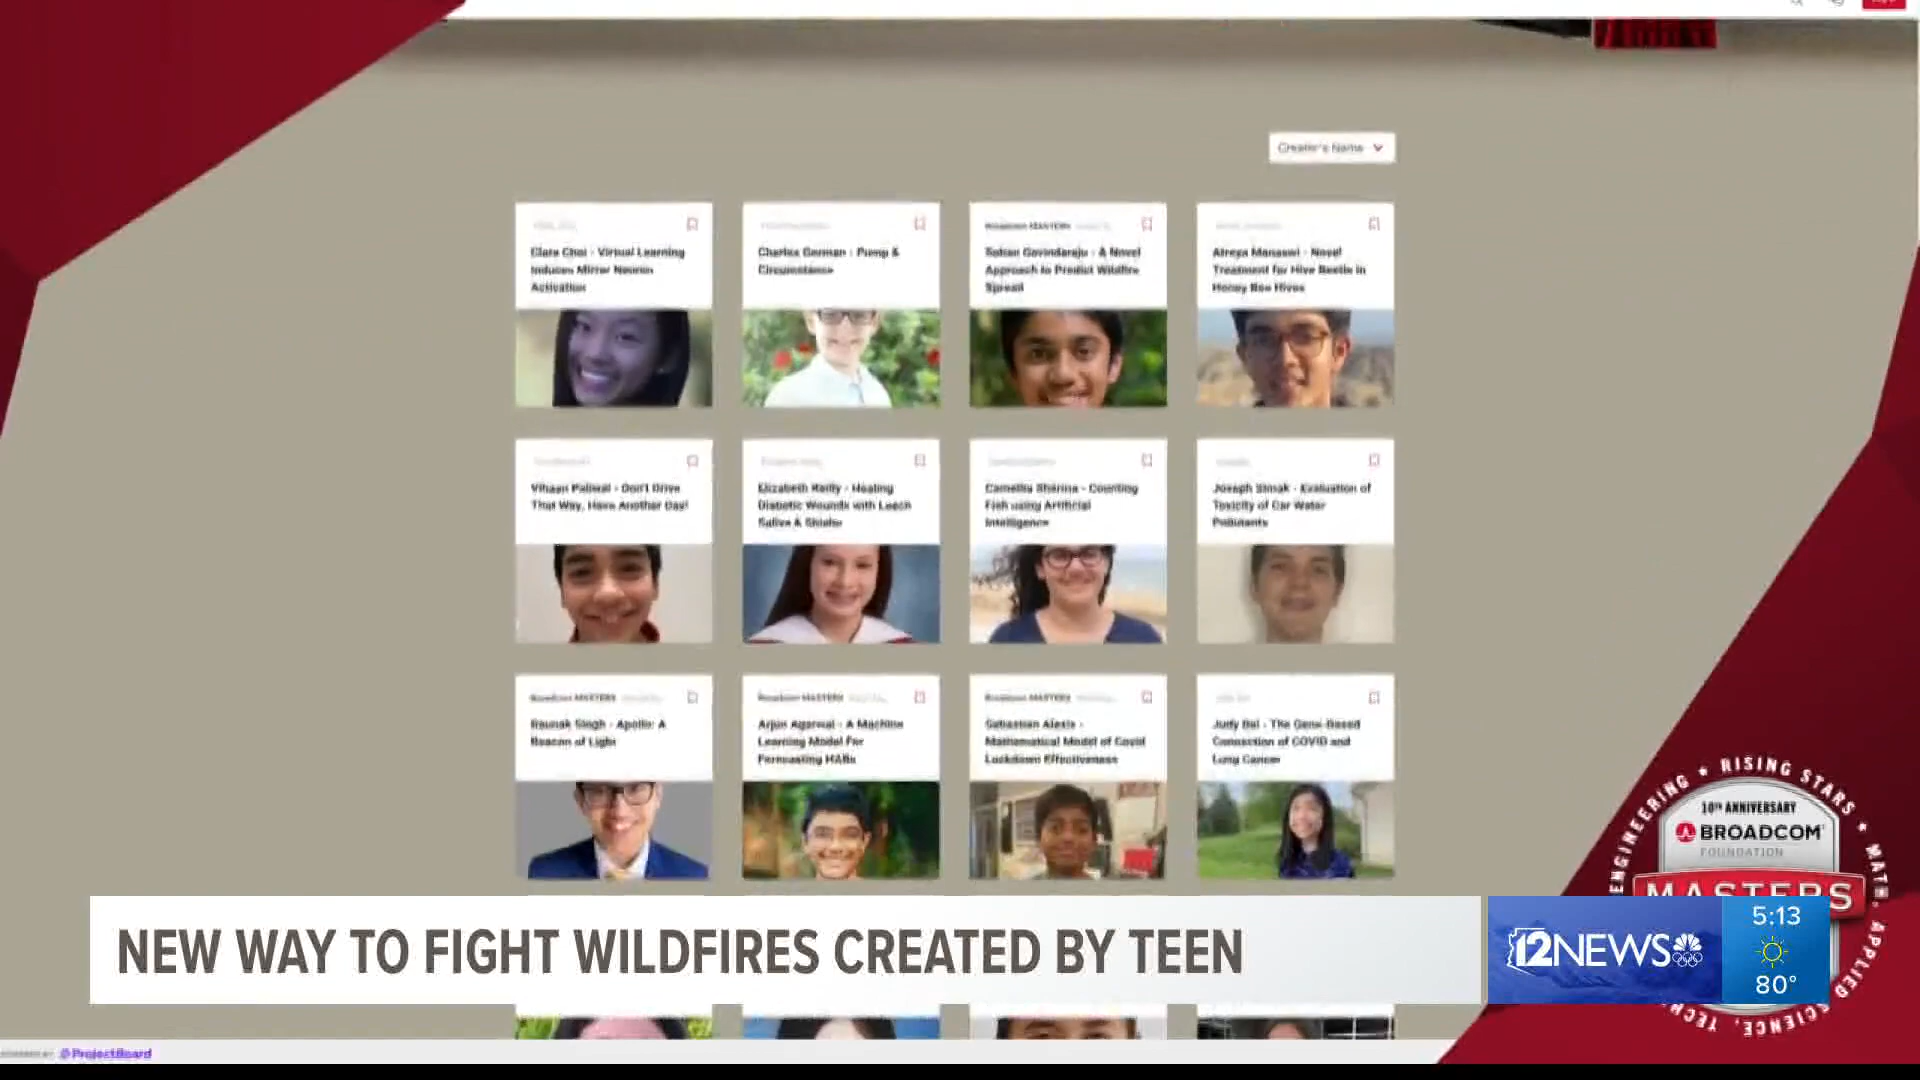 Creator's Name
Clara Choi - Virtual Learning
Induces Mirror Neuron
Activation
Charles Gorman - Pump &
Circumstance
Broadcom MASTERS
Sohan Govindaraju - A Novel
Approach to Predict Wildfire
Spread
Atreya Manaswi - Novel
Treatment for Hive Beetle in
Honey Bee Hives
Vihaan Paliwal - Don't Drive
That Way, Have Another Day!
Elizabeth Reilly - Healing
Diabetic Wounds with Leech
Saliva &
Camellia Sharma - Counting
Fish using Artificial
Intelligence
Joseph Simak - Evaluation of
Toxicity of Car Water
Pollutants
Broadcom MASTERS
Raunak Singh - Apollo: A
Beacon of Light
Broadcom MASTERS
Arjun Agarwal - A Machine
Learning Model For
Forecasting HABs
Broadcom MASTERS
Sebastian Alexis -
Mathematical Model of Covid
Lockdown Effectiveness
Judy Bai - The Gene-Based
Connection of COVID and
Lung Cancer
ENGINEERING ★ RISING STARS ★ MATH, APPLIED SCIENCE, TECH
10TH ANNIVERSARY
BROADCOM
FOUNDATION
MASTERS
NEW WAY TO FIGHT WILDFIRES CREATED BY TEEN
12NEWS
5:13
80°
ProjectBoard